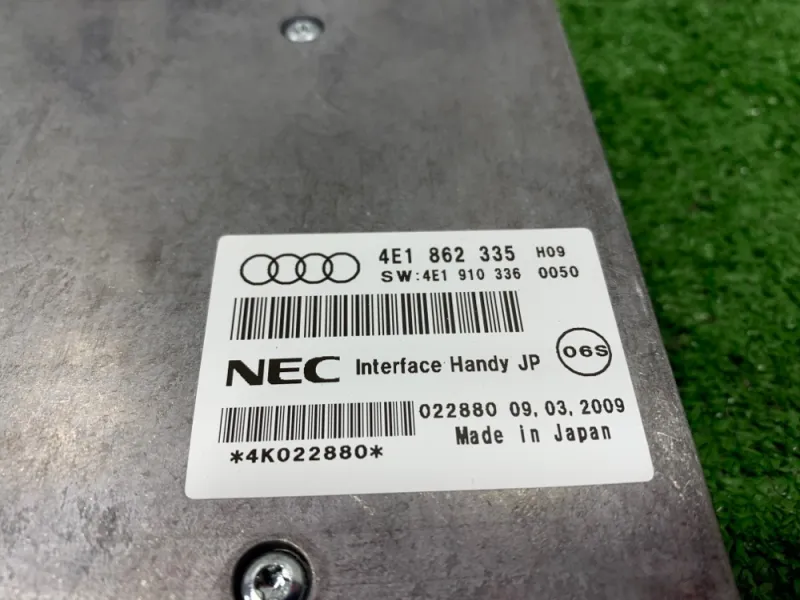 4E1 862 335 H09
SW:4E1 910 336 0050
NEC Interface Handy JP 06S
022880 09, 03, 2009
Made in Japan
*4K022880*